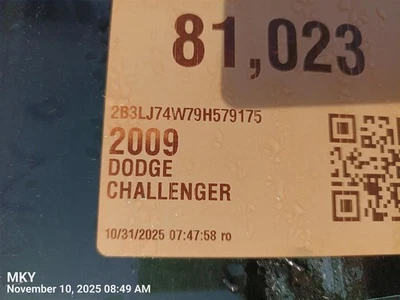 81,023
2B3LJ74W79H579175
2009
DODGE
CHALLENGER
10/31/2025 07:47:58 ro
MKY
November 10, 2025 08:49 AM